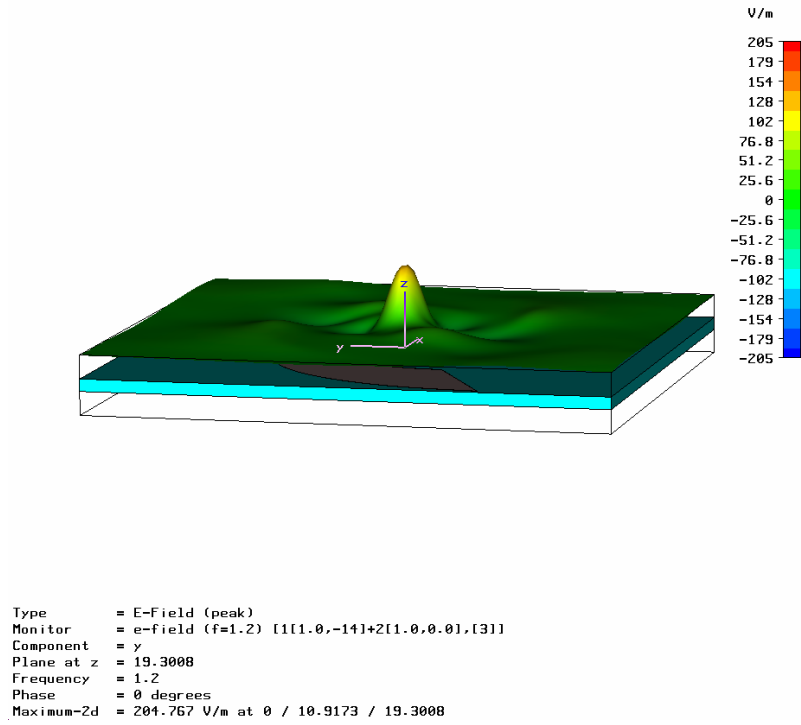 V/m
205
179
154
128
102
76.8
51.2
25.6
0
-25.6
-51.2
-76.8
-102
-128
-154
-179
-205
z
y
x
Type = E-Field (peak)
Monitor = e-field (f=1.2) [1[1.0,-14]+2[1.0,0.0],[3]]
Component = y
Plane at z = 19.3008
Frequency = 1.2
Phase = 0 degrees
Maximum-2d = 204.767 V/m at 0 / 10.9173 / 19.3008